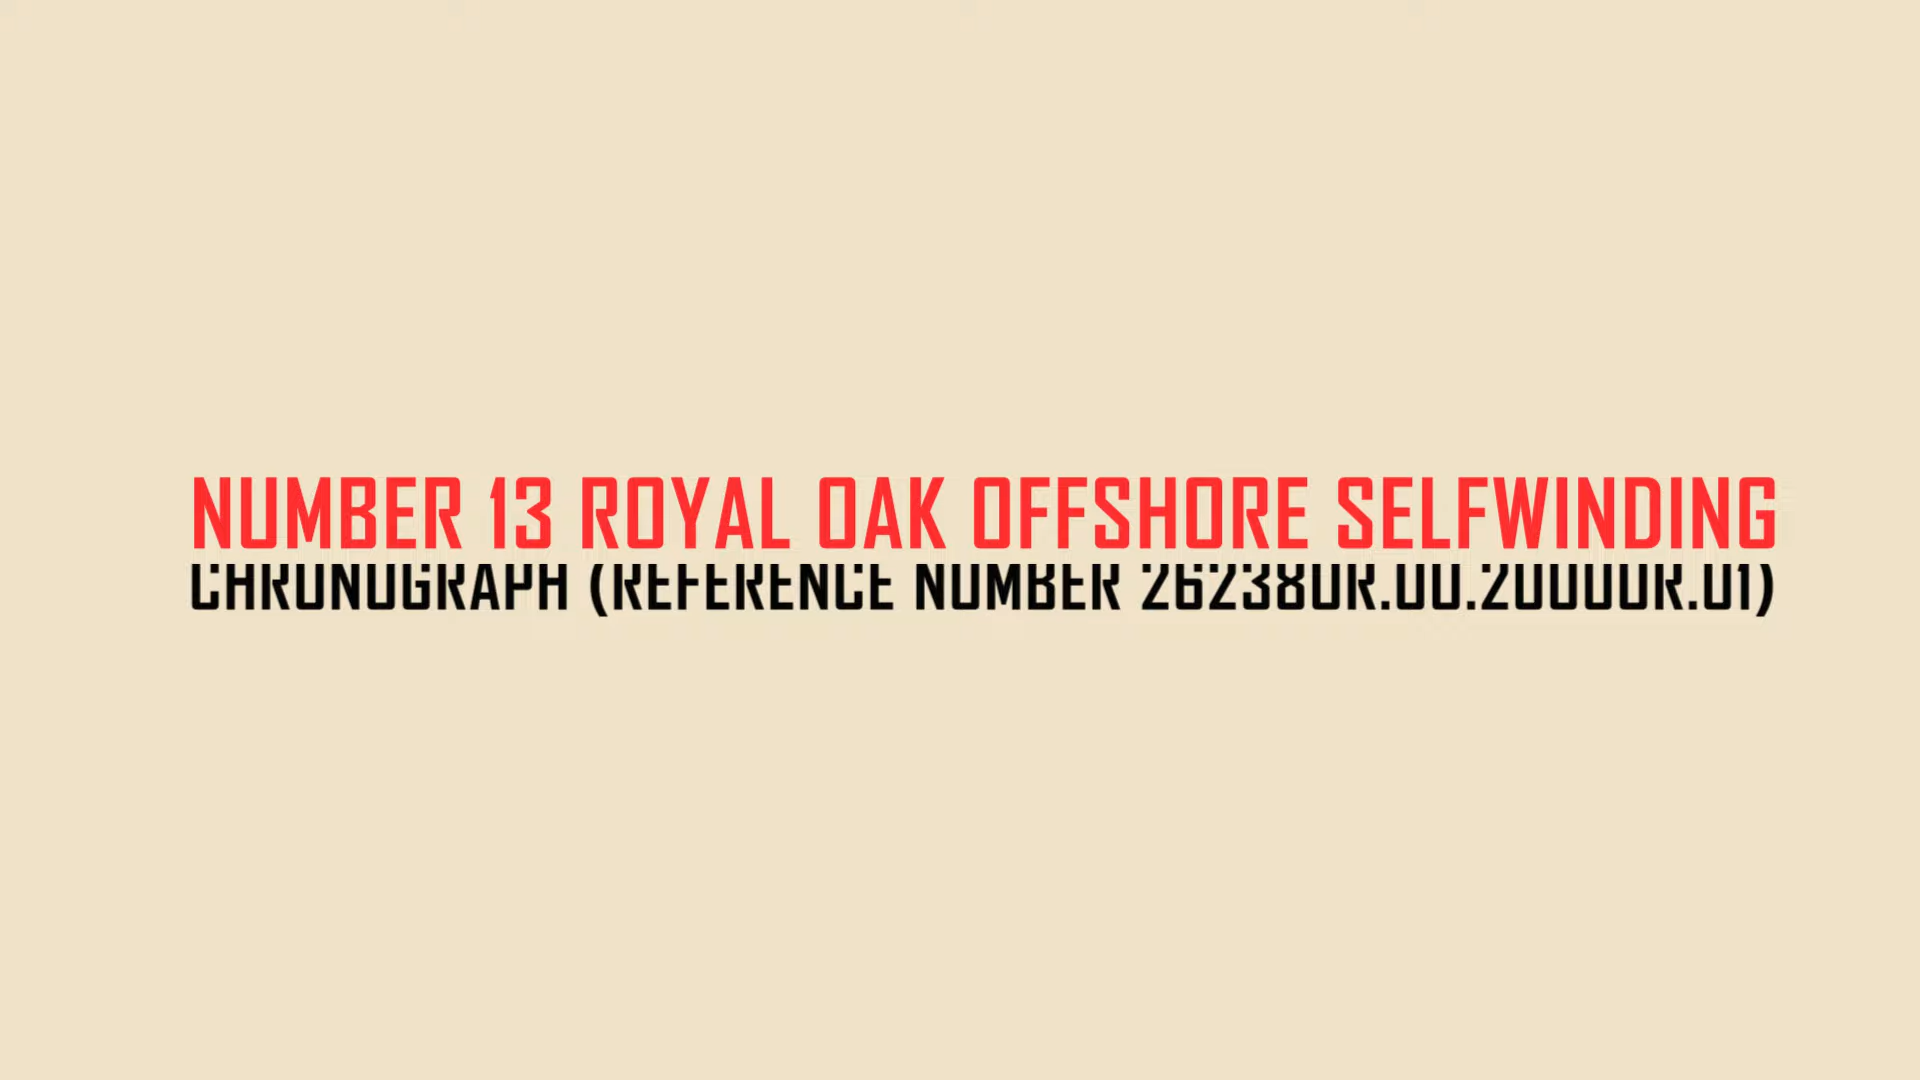 NUMBER 13 ROYAL OAK OFFSHORE SELFWINDING
CHRONOGRAPH (REFERENCE NUMBER 26238OR.OO.2000OR.01)